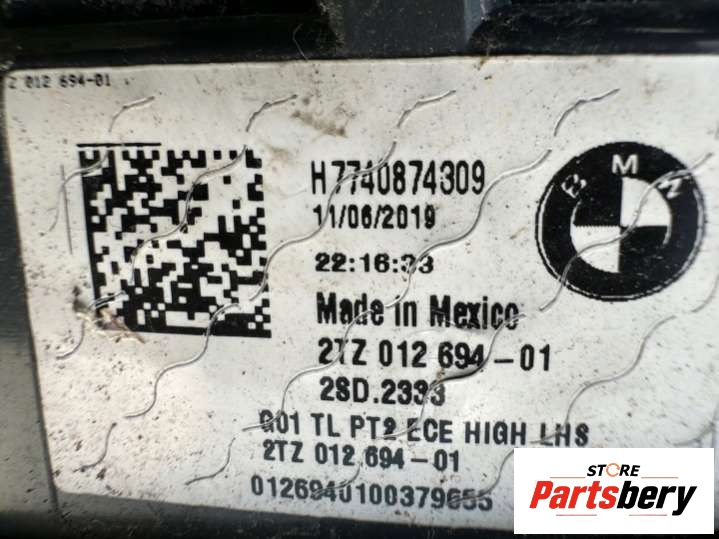 2 012 694-01
H7740874309
BMW
11/06/2019
22:16:33
Made in Mexico
2TZ 012 694-01
2SD.2333
G01 TL PT2 ECE HIGH LHS
2TZ 012 694-01
0126940100379655
STORE
Partsbery